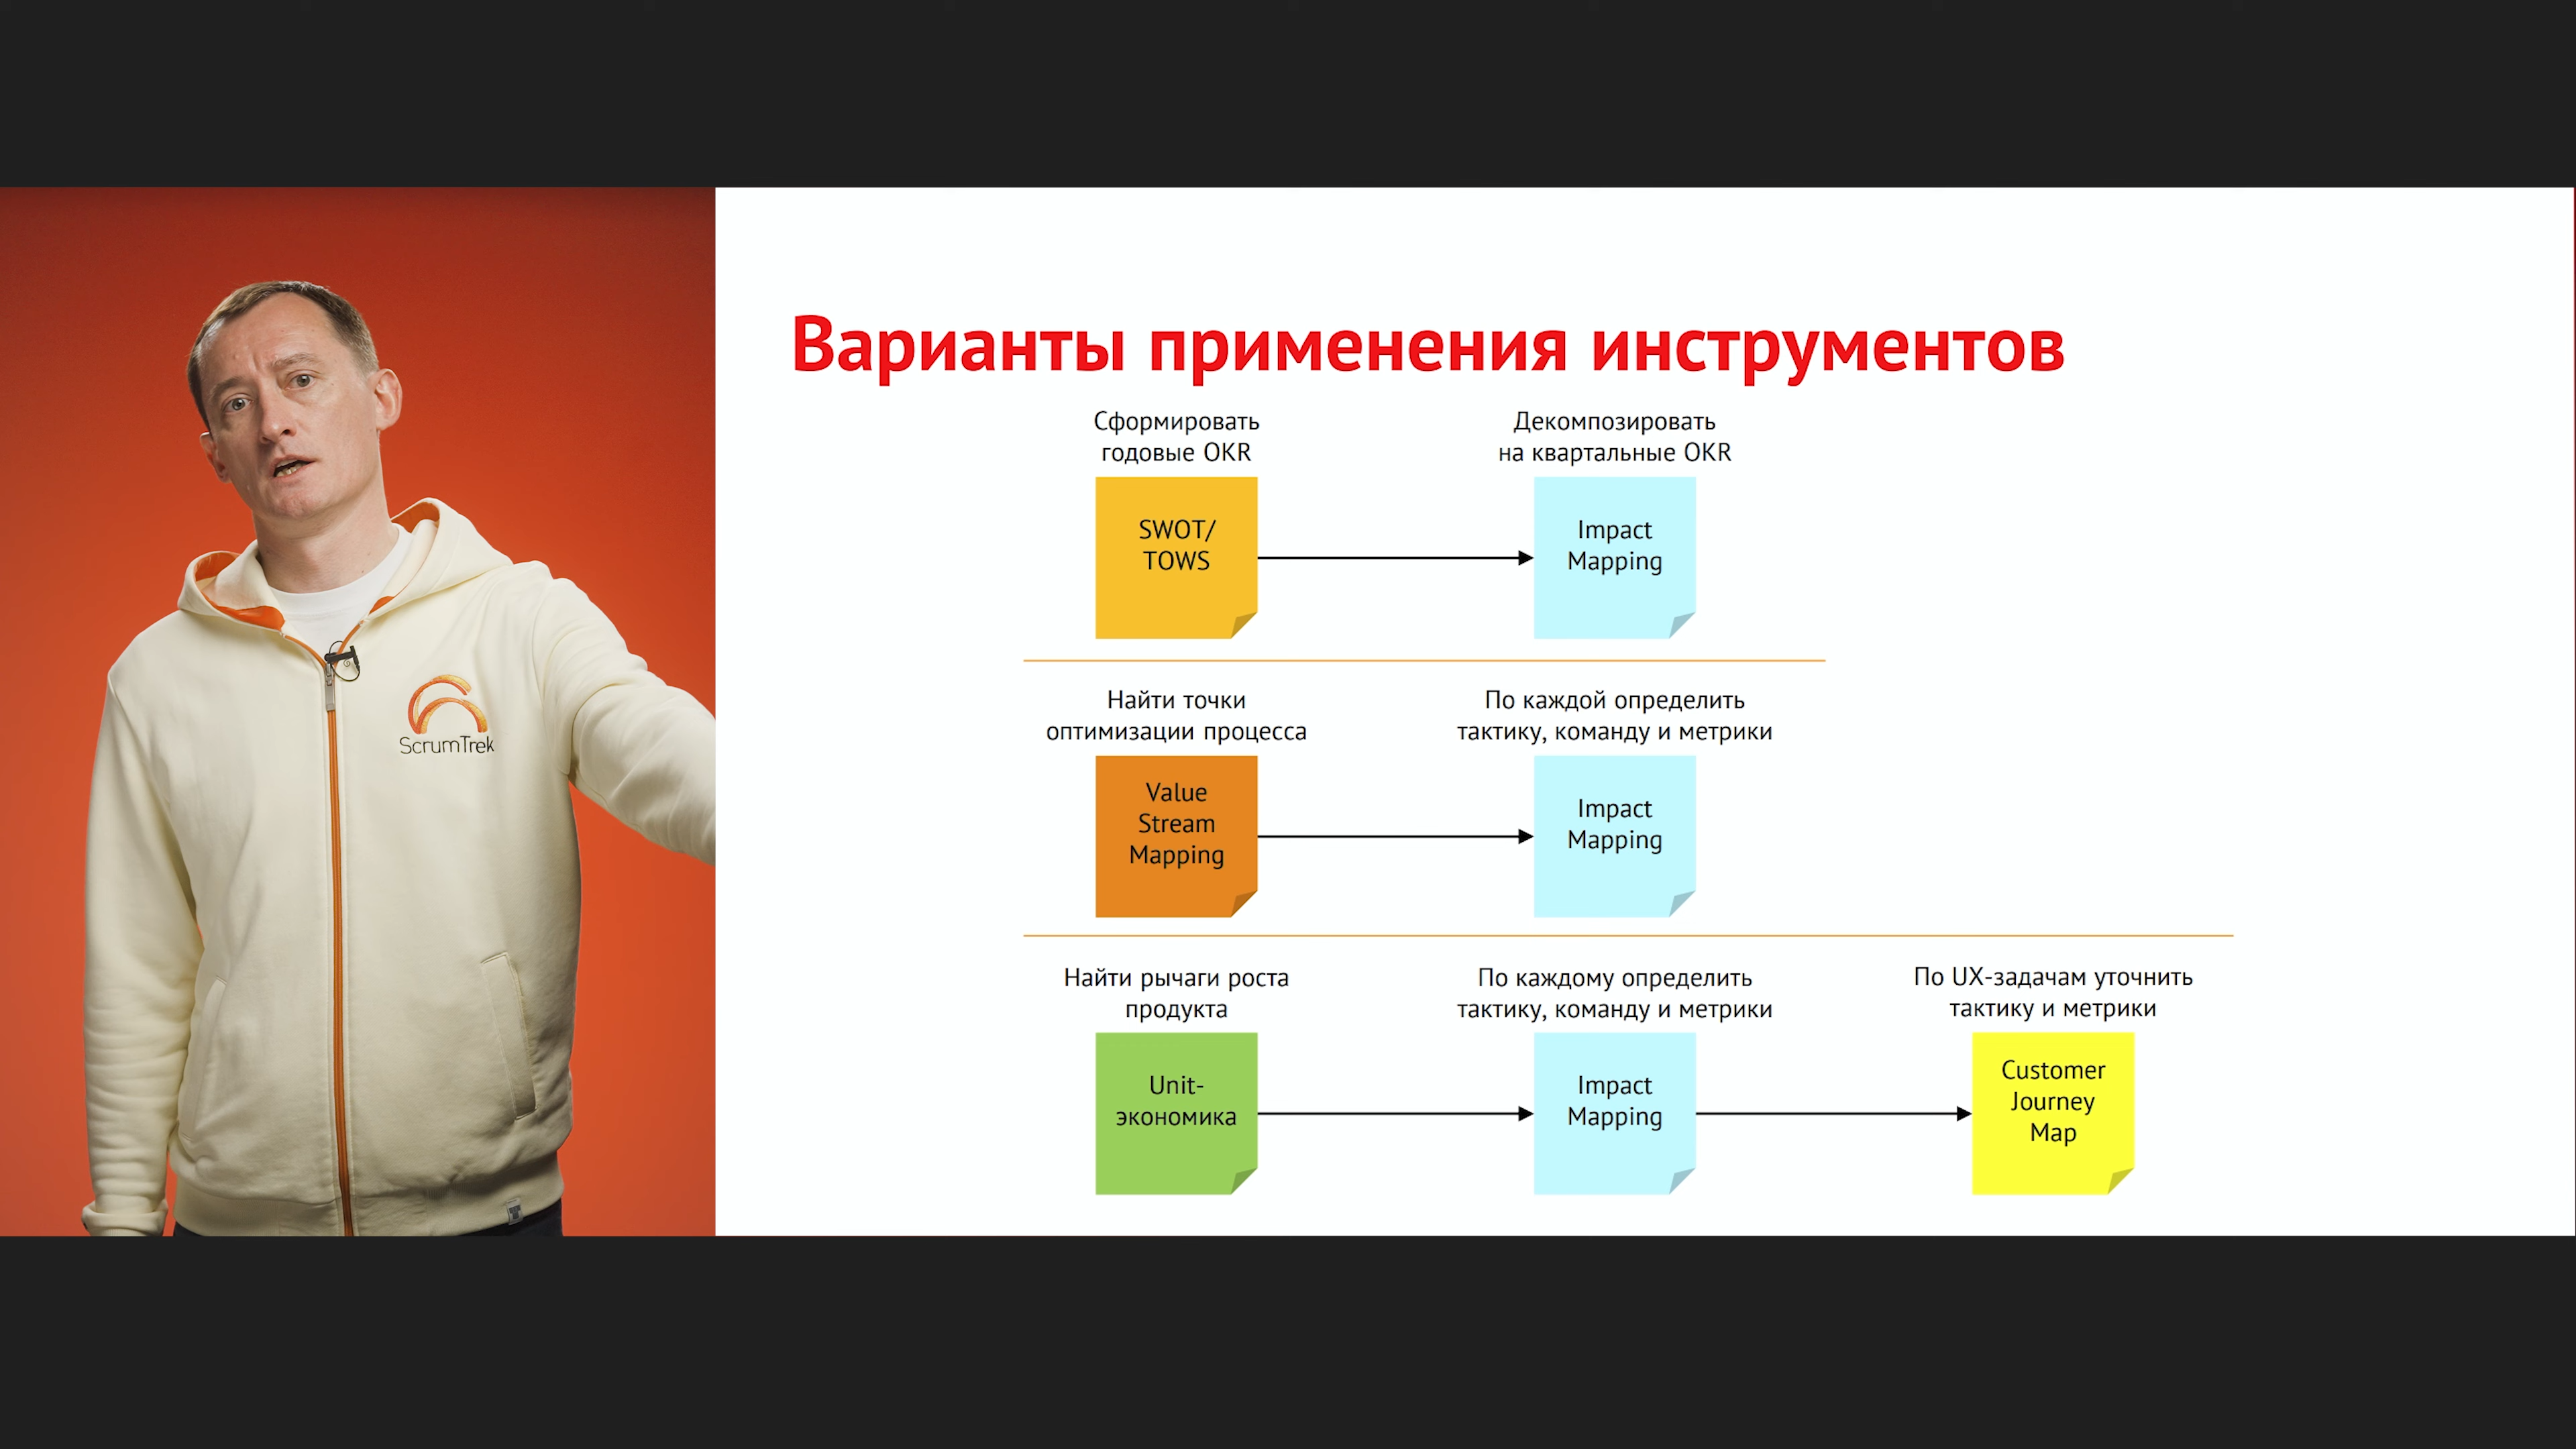 Варианты применения инструментов
Сформировать
годовые OKR
Декомпозировать
на квартальные OKR
SWOT/
TOWS
Impact
Mapping
Найти точки
оптимизации процесса
По каждой определить
тактику, команду и метрики
Value
Stream
Mapping
Impact
Mapping
Найти рычаги роста
продукта
По каждому определить
тактику, команду и метрики
По UX-задачам уточнить
тактику и метрики
Unit-
экономика
Impact
Mapping
Customer
Journey
Map
ScrumTrek